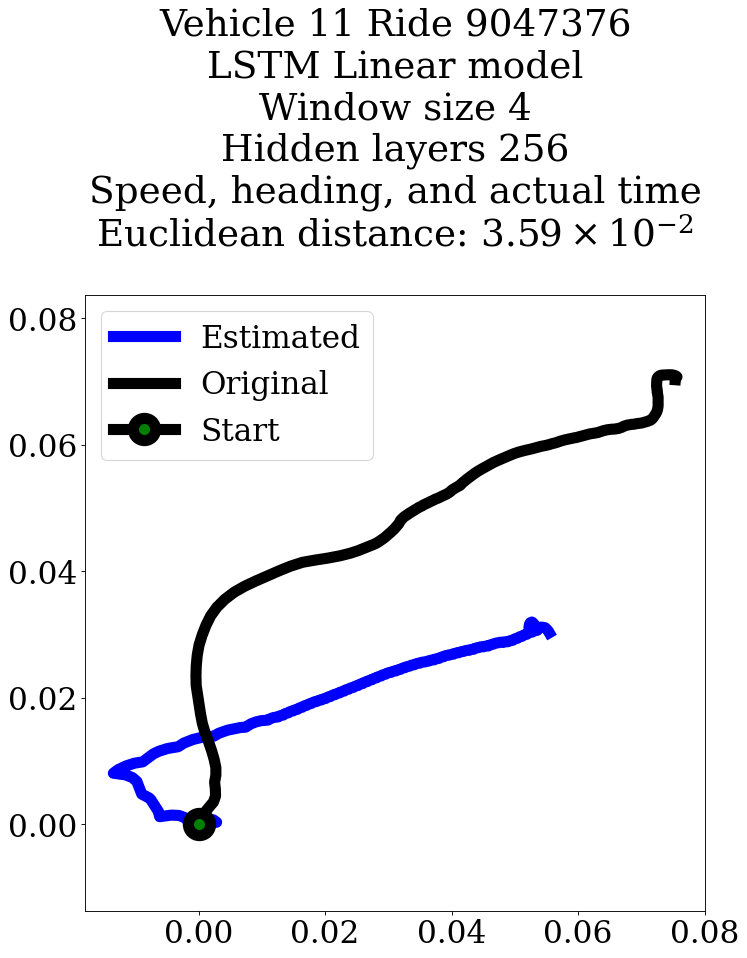 Vehicle 11 Ride 9047376
LSTM Linear model
Window size 4
Hidden layers 256
Speed, heading, and actual time
Euclidean distance: 3.59 × 10⁻²
Estimated
Original
Start
0.08
0.06
0.04
0.02
0.00
0.00 0.02 0.04 0.06 0.08